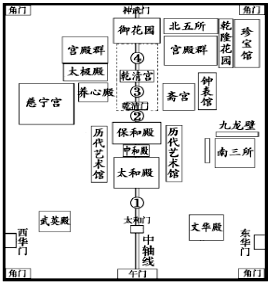 角门
神武门
角门
御花园
北五所
乾隆花园
珍宝馆
宫殿群
④
宫殿群
太极殿
乾清宫
慈宁宫
养心殿
③
斋宫
钟表馆
乾清门
②
历代艺术馆
保和殿
历代艺术馆
九龙壁
中和殿
南三所
太和殿
①
武英殿
太和门
文华殿
西华门
中轴线
东华门
角门
午门
角门